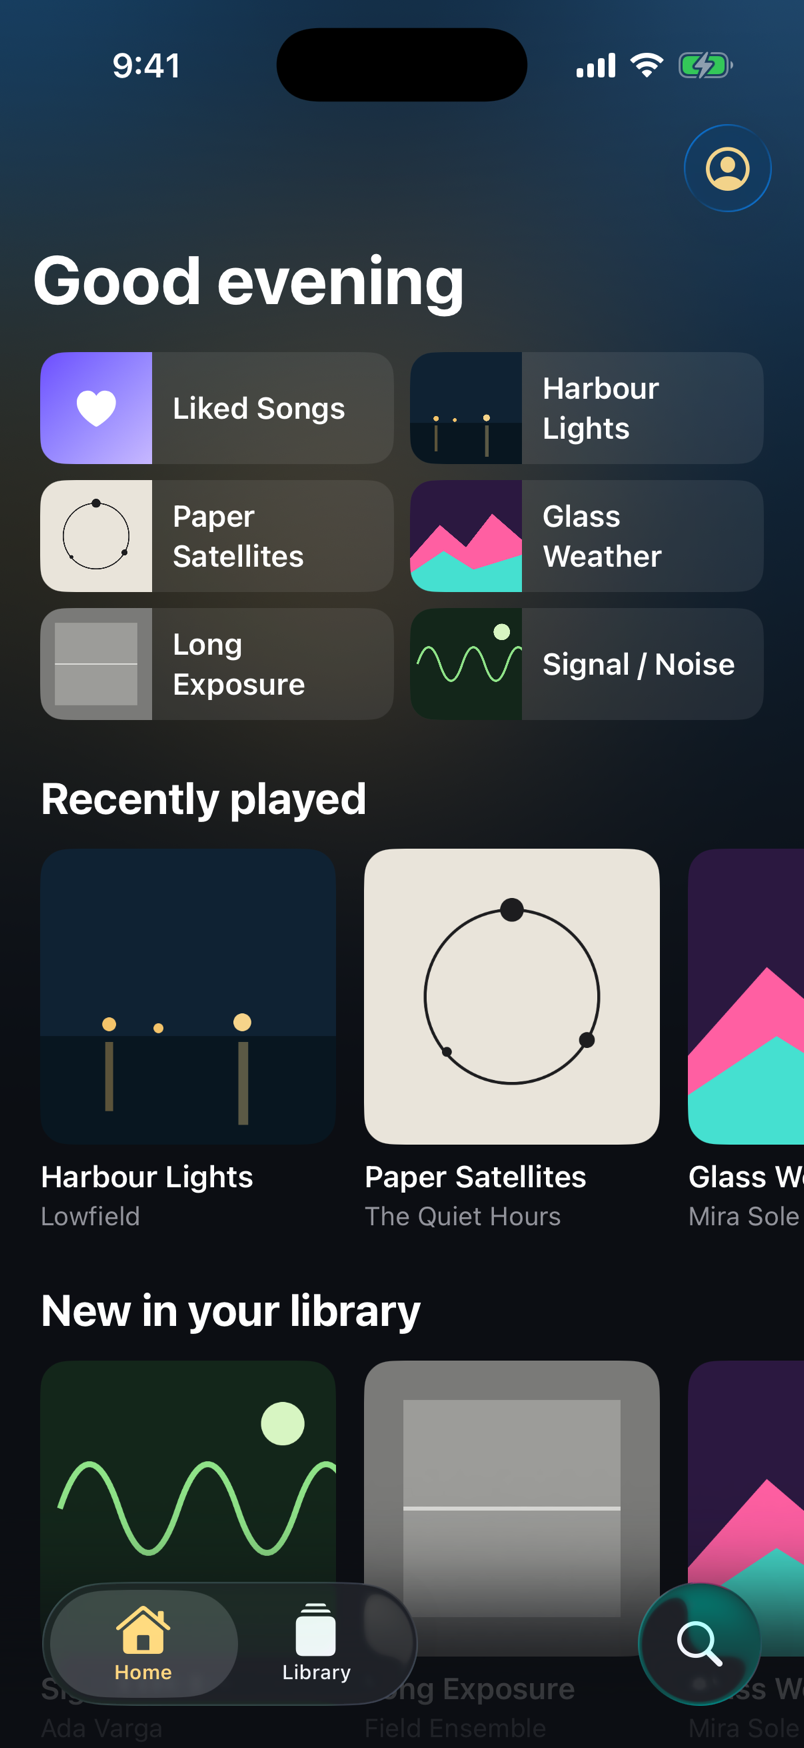 9:41
Good evening
Liked Songs
Harbour
Lights
Paper
Satellites
Glass
Weather
Long
Exposure
Signal / Noise
Recently played
Harbour Lights
Paper Satellites
Lowfield
The Quiet Hours
Mira Sole
New in your library
Home
Library
Exposure
Ada Varga
Field Ensemble
Mira Sole